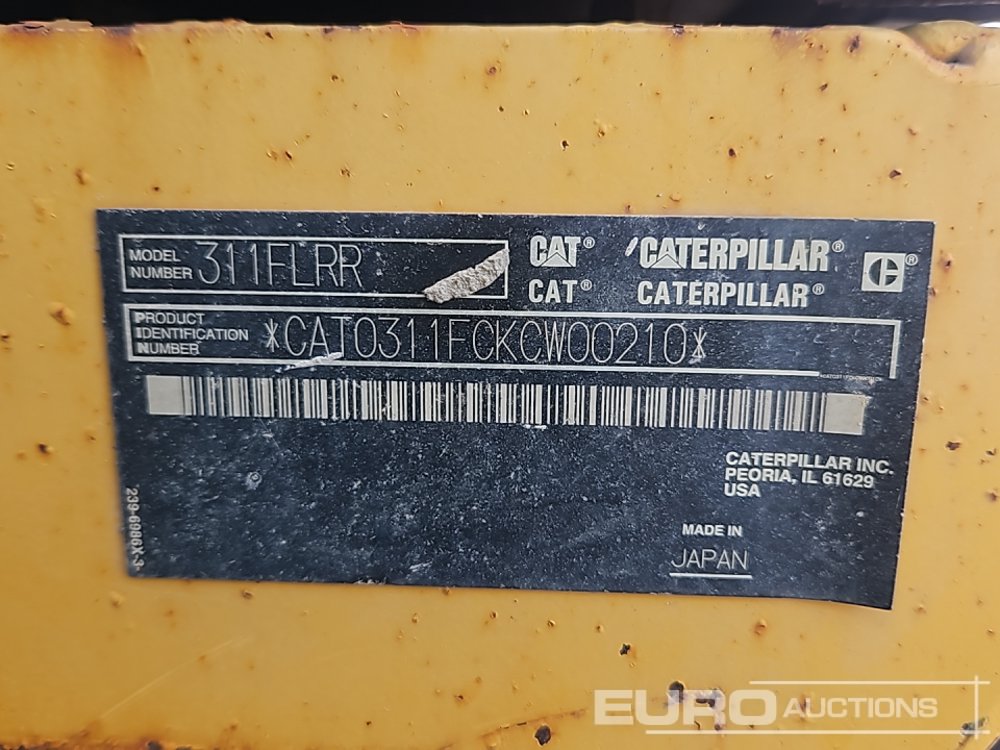 MODEL NUMBER 311FLRR
CAT® CATERPILLAR®
CAT® CATERPILLAR®
PRODUCT IDENTIFICATION NUMBER *CAT0311FCKCW00210*
CATERPILLAR INC.
PEORIA, IL 61629
USA
MADE IN
JAPAN
239-6986X-3
EURO AUCTIONS